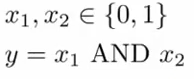 x₁, x₂ ∈ {0, 1}
y = x₁ AND x₂